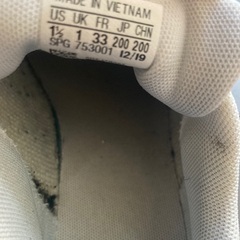 MADE IN VIETNAM
US UK FR JP CHN
1½ 1 33 200 200
SPG 753001 12/19